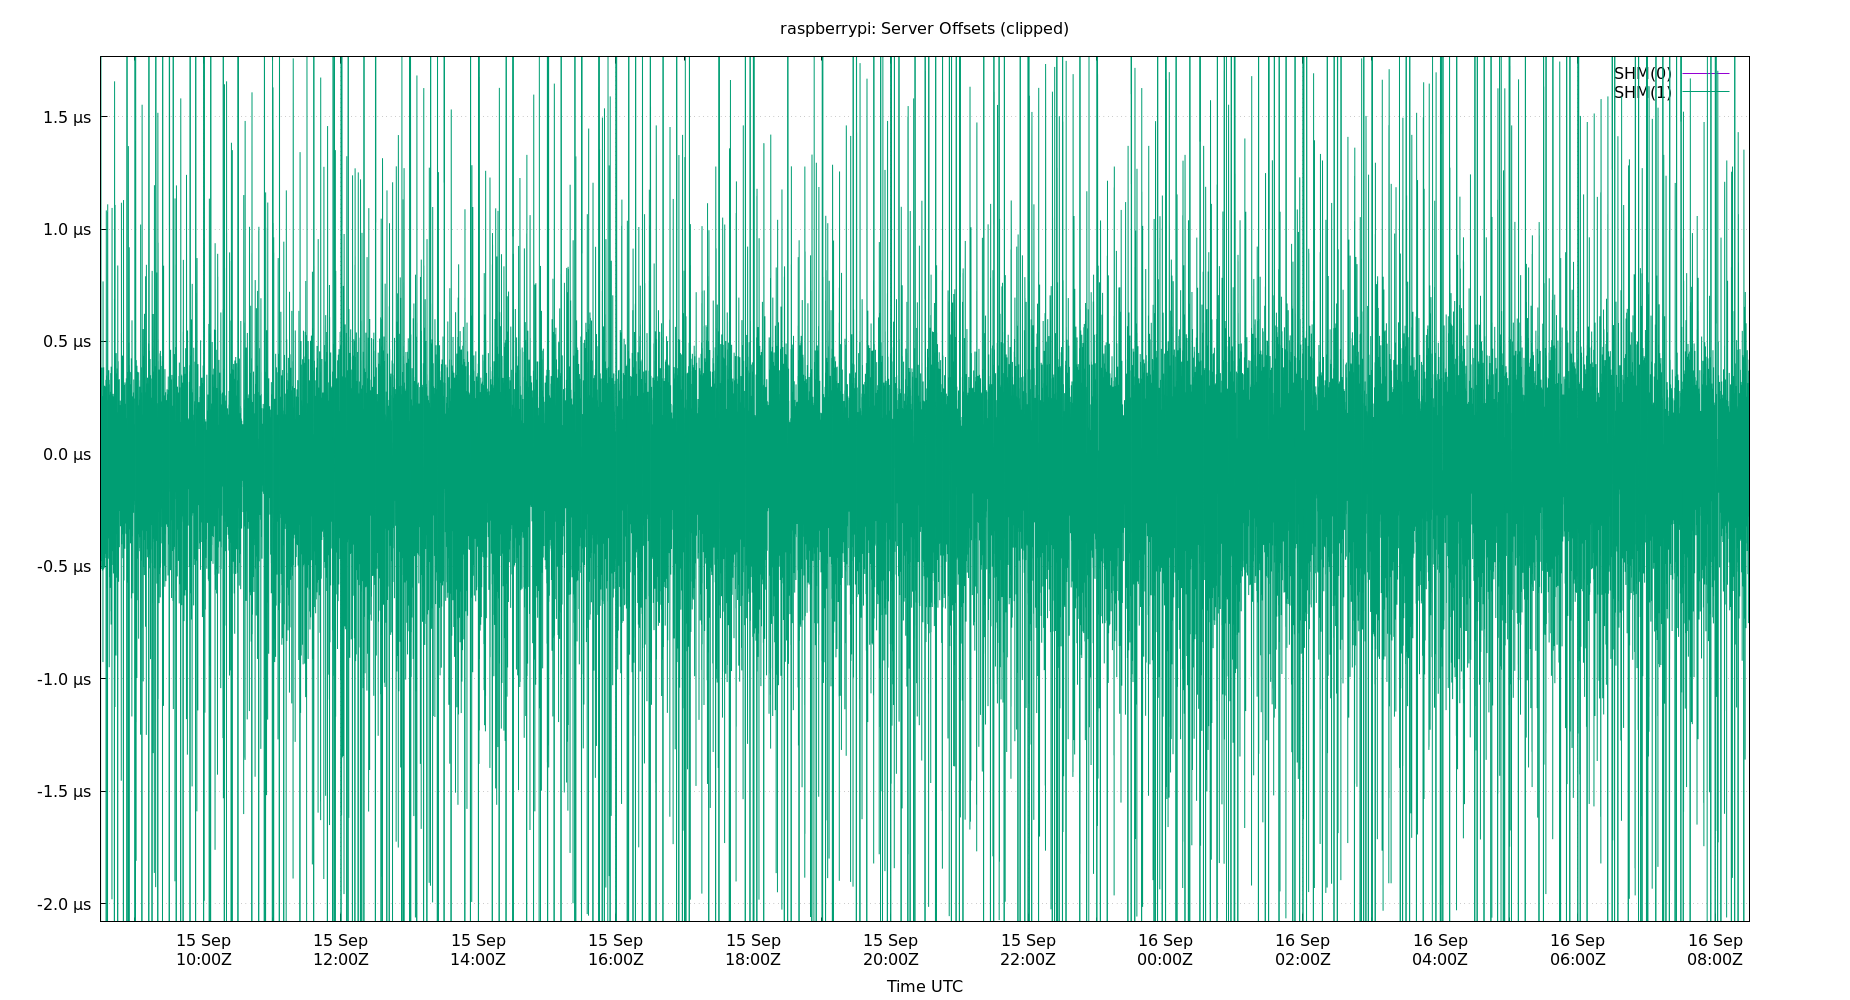 raspberrypi: Server Offsets (clipped)
SHM(0)
SHM(1)
1.5 µs
1.0 µs
0.5 µs
0.0 µs
-0.5 µs
-1.0 µs
-1.5 µs
-2.0 µs
15 Sep 15 Sep 15 Sep 15 Sep 15 Sep 15 Sep 15 Sep 16 Sep 16 Sep 16 Sep 16 Sep 16 Sep
10:00Z 12:00Z 14:00Z 16:00Z 18:00Z 20:00Z 22:00Z 00:00Z 02:00Z 04:00Z 06:00Z 08:00Z
Time UTC